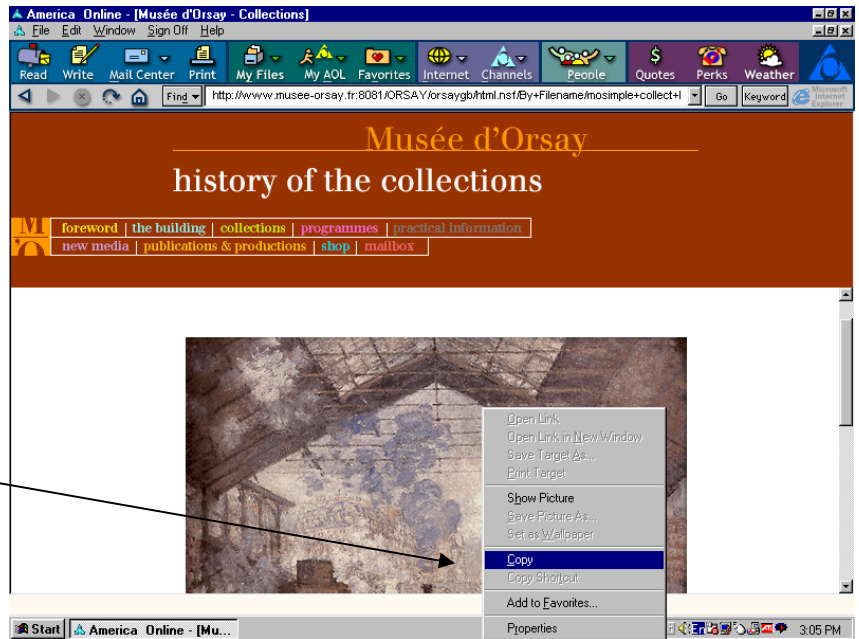 America Online - [Musée d'Orsay - Collections]
File Edit Window Sign Off Help
Read Write Mail Center Print My Files My AOL Favorites Internet Channels People Quotes Perks Weather
Find http://www.musee-orsay.fr:8081/ORSAY/orsaygb/html.nsf/By+Filename/mosimple+collect+I Go Keyword Microsoft Internet Explorer
Musée d'Orsay
history of the collections
M'O
foreword | the building | collections | programmes | practical information
new media | publications & productions | shop | mailbox
Open Link
Open Link in New Window
Save Target As...
Print Target
Show Picture
Save Picture As...
Set as Wallpaper
Copy
Copy Shortcut
Add to Favorites...
Properties
Start America Online - [Mu... En 3:05 PM